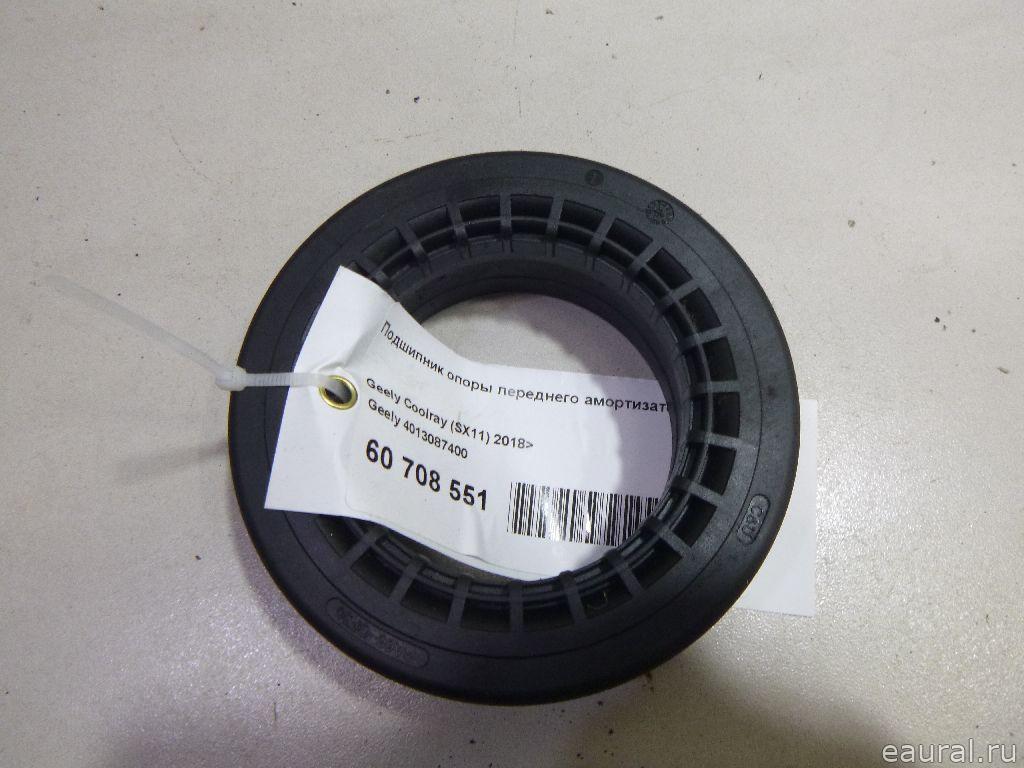 Подшипник опоры переднего амортизат
Geely Coolray (SX11) 2018>
Geely 4013087400
60 708 551
C&U
eaural.ru